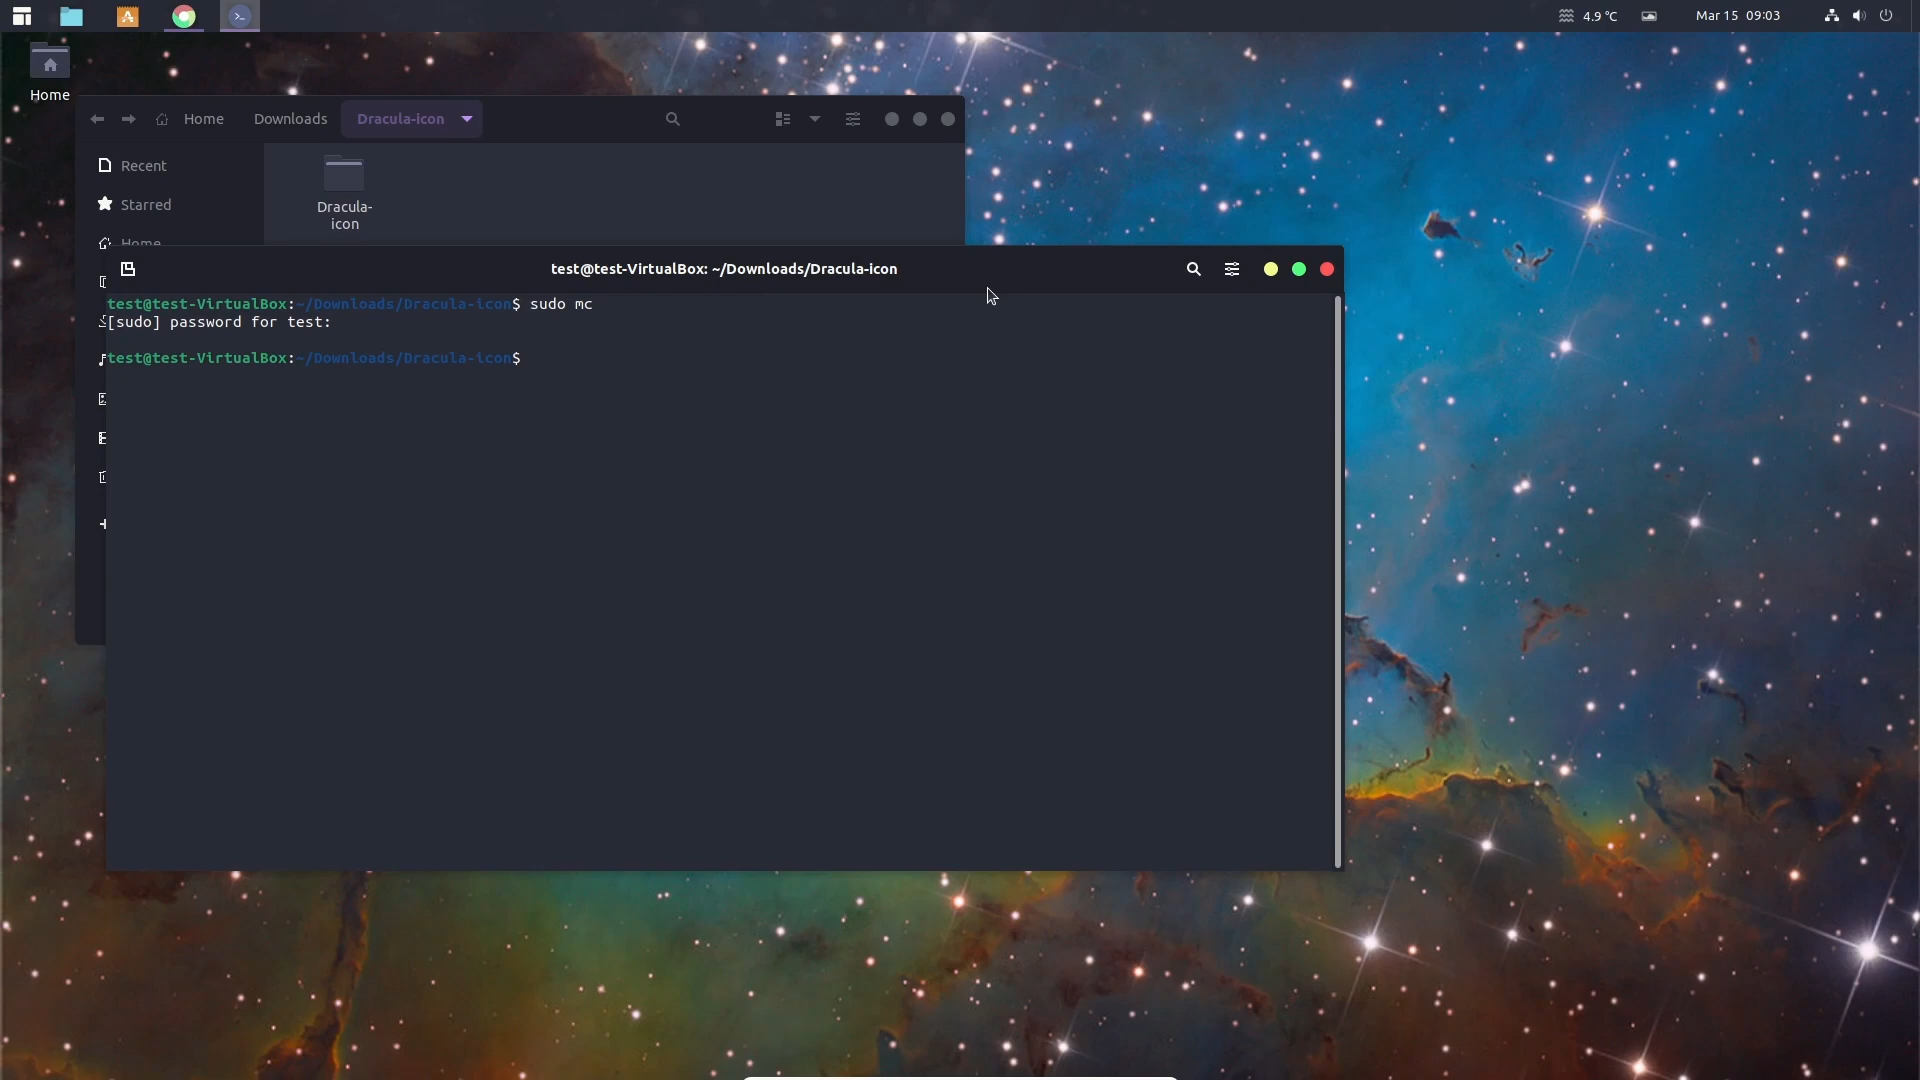 4.9 °C
Mar 15 09:03
Home
Home
Downloads
Dracula-icon
Recent
Starred
Home
Dracula-
icon
test@test-VirtualBox: ~/Downloads/Dracula-icon
test@test-VirtualBox:~/Downloads/Dracula-icon$ sudo mc
[sudo] password for test:
test@test-VirtualBox:~/Downloads/Dracula-icon$